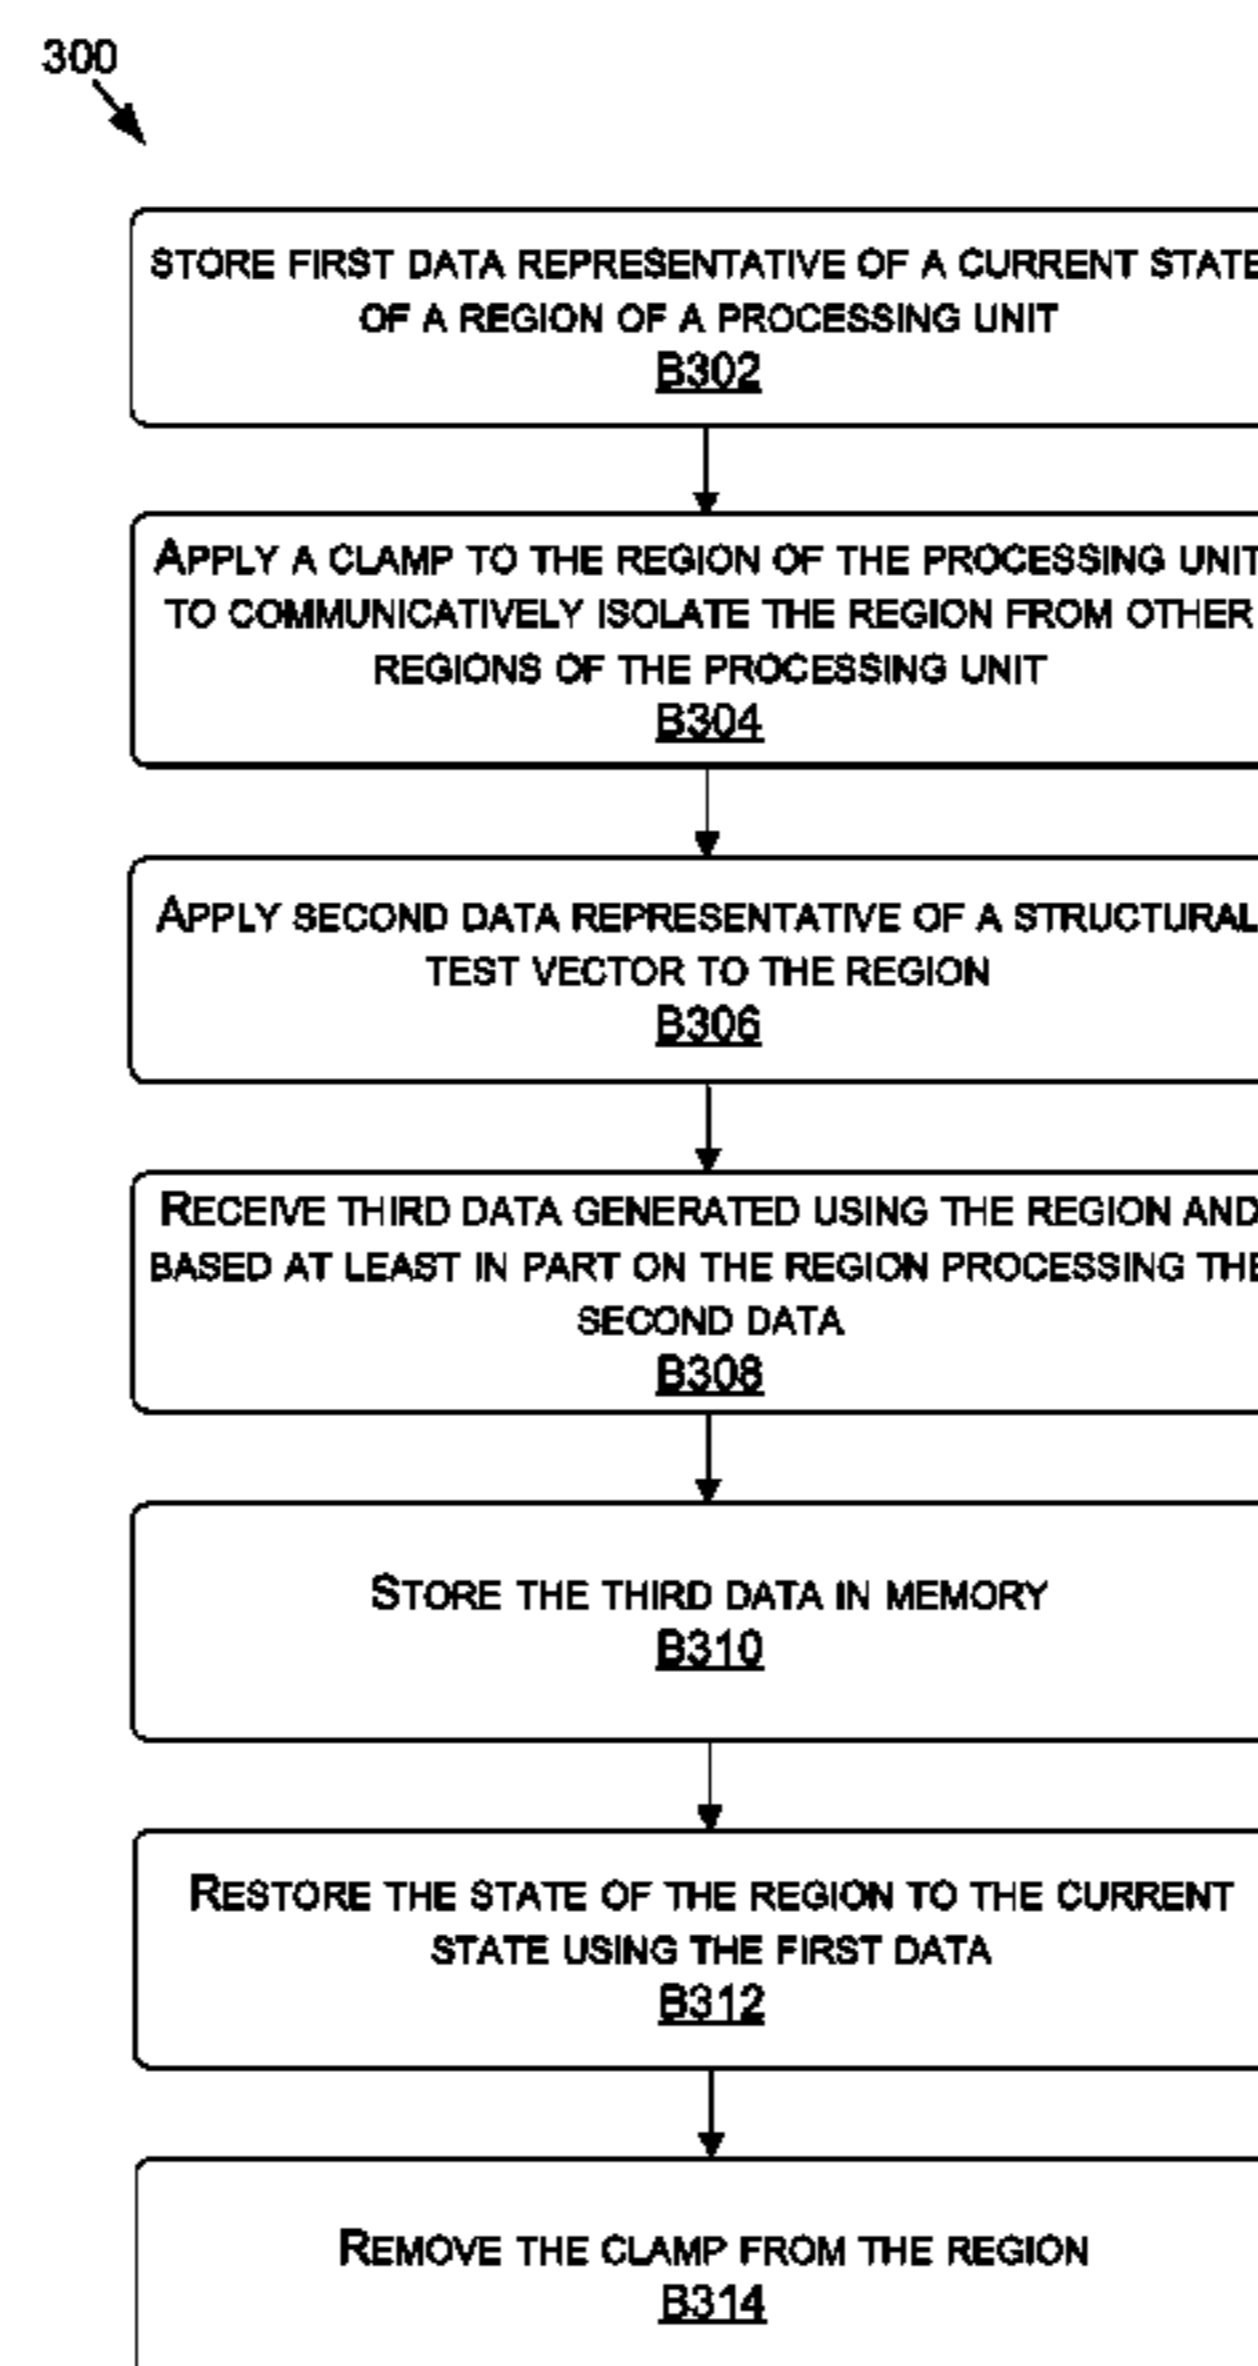 300
STORE FIRST DATA REPRESENTATIVE OF A CURRENT STATE
OF A REGION OF A PROCESSING UNIT
B302
APPLY A CLAMP TO THE REGION OF THE PROCESSING UNIT
TO COMMUNICATIVELY ISOLATE THE REGION FROM OTHER
REGIONS OF THE PROCESSING UNIT
B304
APPLY SECOND DATA REPRESENTATIVE OF A STRUCTURAL
TEST VECTOR TO THE REGION
B306
RECEIVE THIRD DATA GENERATED USING THE REGION AND
BASED AT LEAST IN PART ON THE REGION PROCESSING THE
SECOND DATA
B308
STORE THE THIRD DATA IN MEMORY
B310
RESTORE THE STATE OF THE REGION TO THE CURRENT
STATE USING THE FIRST DATA
B312
REMOVE THE CLAMP FROM THE REGION
B314